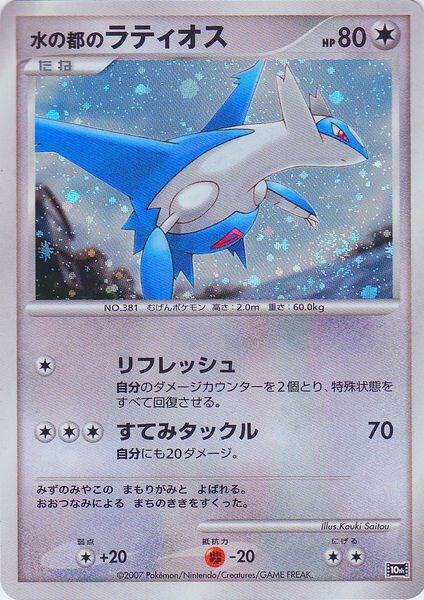 水の都のラティオス HP80
たね
NO.381 むげんポケモン 高さ：2.0m 重さ：60.0kg
リフレッシュ
自分のダメージカウンターを2個とり、特殊状態を
すべて回復させる。
すてみタックル 70
自分にも20ダメージ。
みずのみやこの まもりがみと よばれる。
おおつなみによる まちのききをすくった。
Illus.Kouki Saitou
弱点 抵抗力 にげる
+20 -20
©2007 Pokémon/Nintendo/Creatures/GAME FREAK.
10th